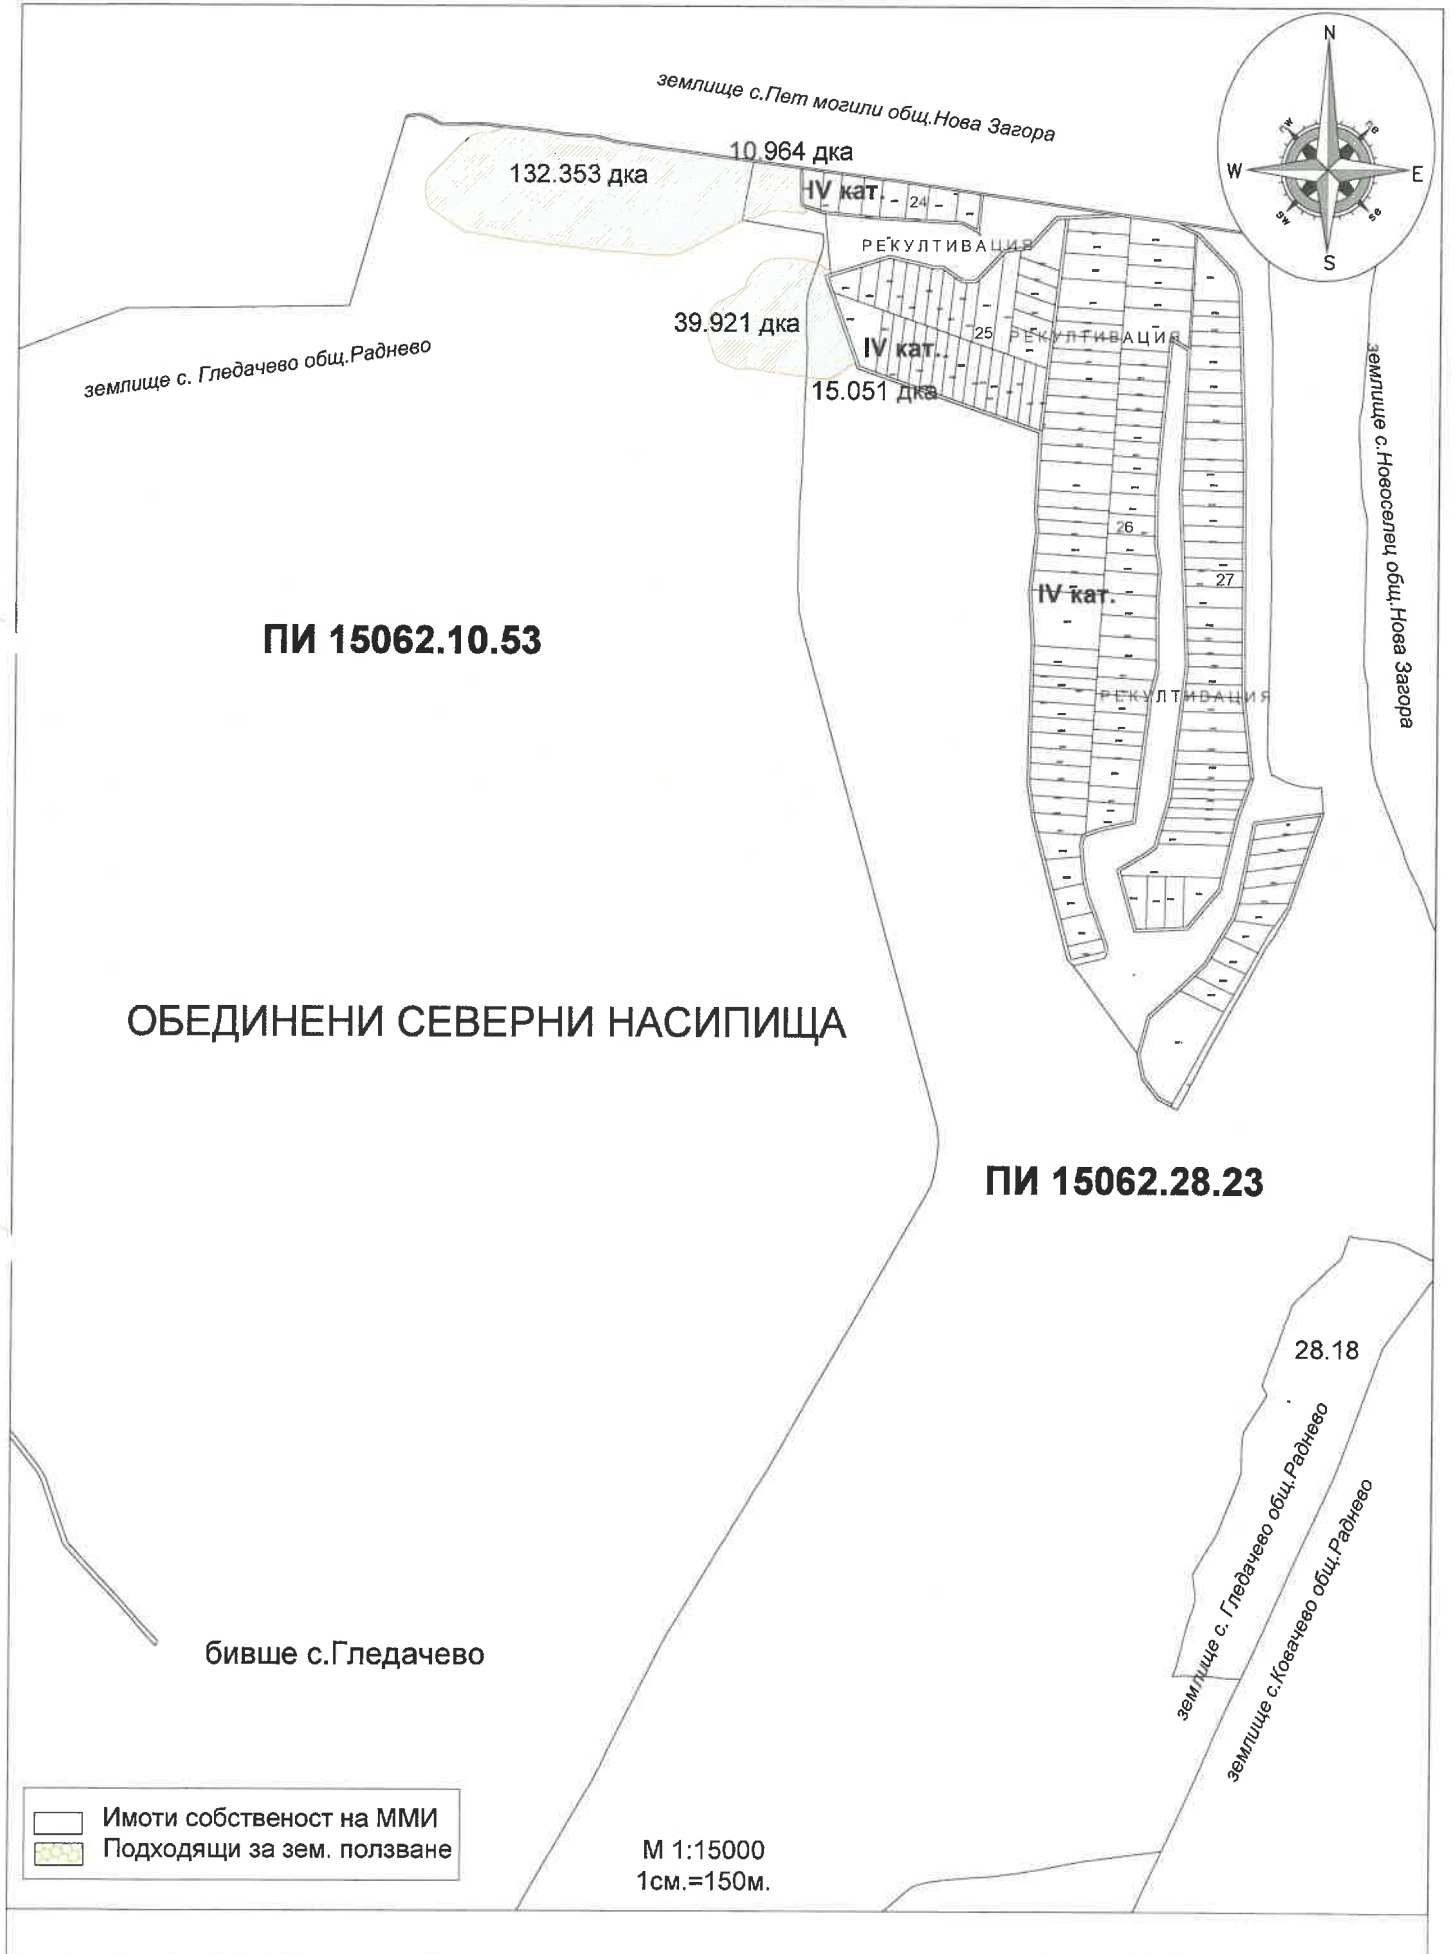 N
землище с.Пет могили общ.Нова Загора
10.964 дка
132.353 дка
W
E
IV кат.
24
S
РЕКУЛТИВАЦИЯ
39.921 дка
25
РЕКУЛТИВАЦИЯ
IV кат..
землище с. Гледачево общ.Раднево
15.051 дка
землище с.Новоселец общ.Нова Загора
26
27
IV кат.
ПИ 15062.10.53
РЕКУЛТИВАЦИЯ
ОБЕДИНЕНИ СЕВЕРНИ НАСИПИЩА
ПИ 15062.28.23
28.18
землище с. Гледачево общ.Раднево
землище с.Ковачево общ.Раднево
бивше с.Гледачево
Имоти собственост на ММИ
Подходящи за зем. ползване
М 1:15000
1см.=150м.